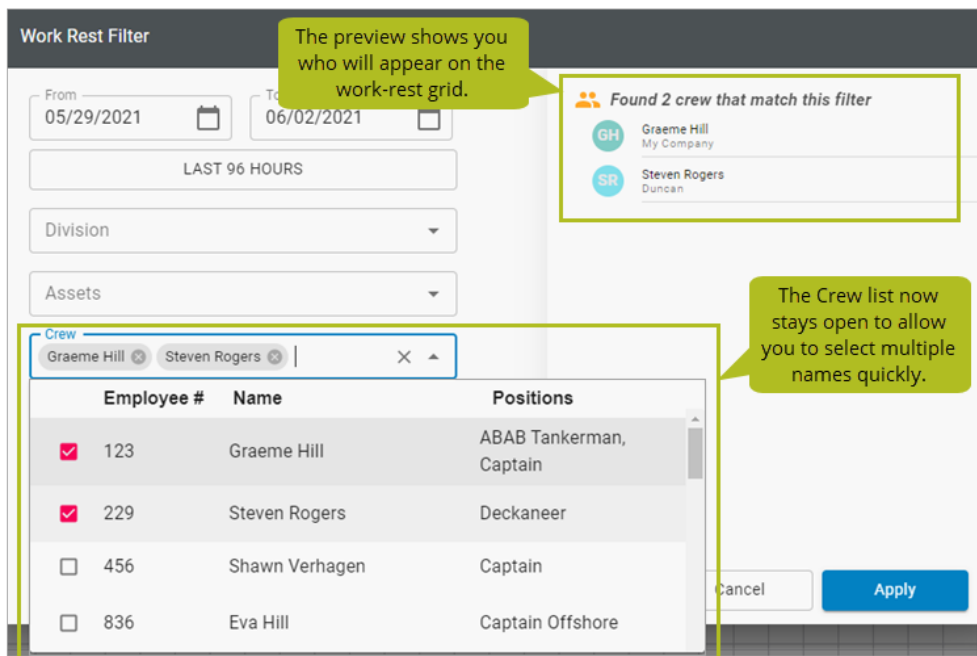 Work Rest Filter
The preview shows you
who will appear on the
work-rest grid.
From
05/29/2021
To
06/02/2021
LAST 96 HOURS
Division
Assets
Crew
Graeme Hill
Steven Rogers
Employee # Name Positions
123 Graeme Hill ABAB Tankerman,
Captain
229 Steven Rogers Deckaneer
456 Shawn Verhagen Captain
836 Eva Hill Captain Offshore
Found 2 crew that match this filter
GH
Graeme Hill
My Company
SR
Steven Rogers
Duncan
The Crew list now
stays open to allow
you to select multiple
names quickly.
Cancel
Apply